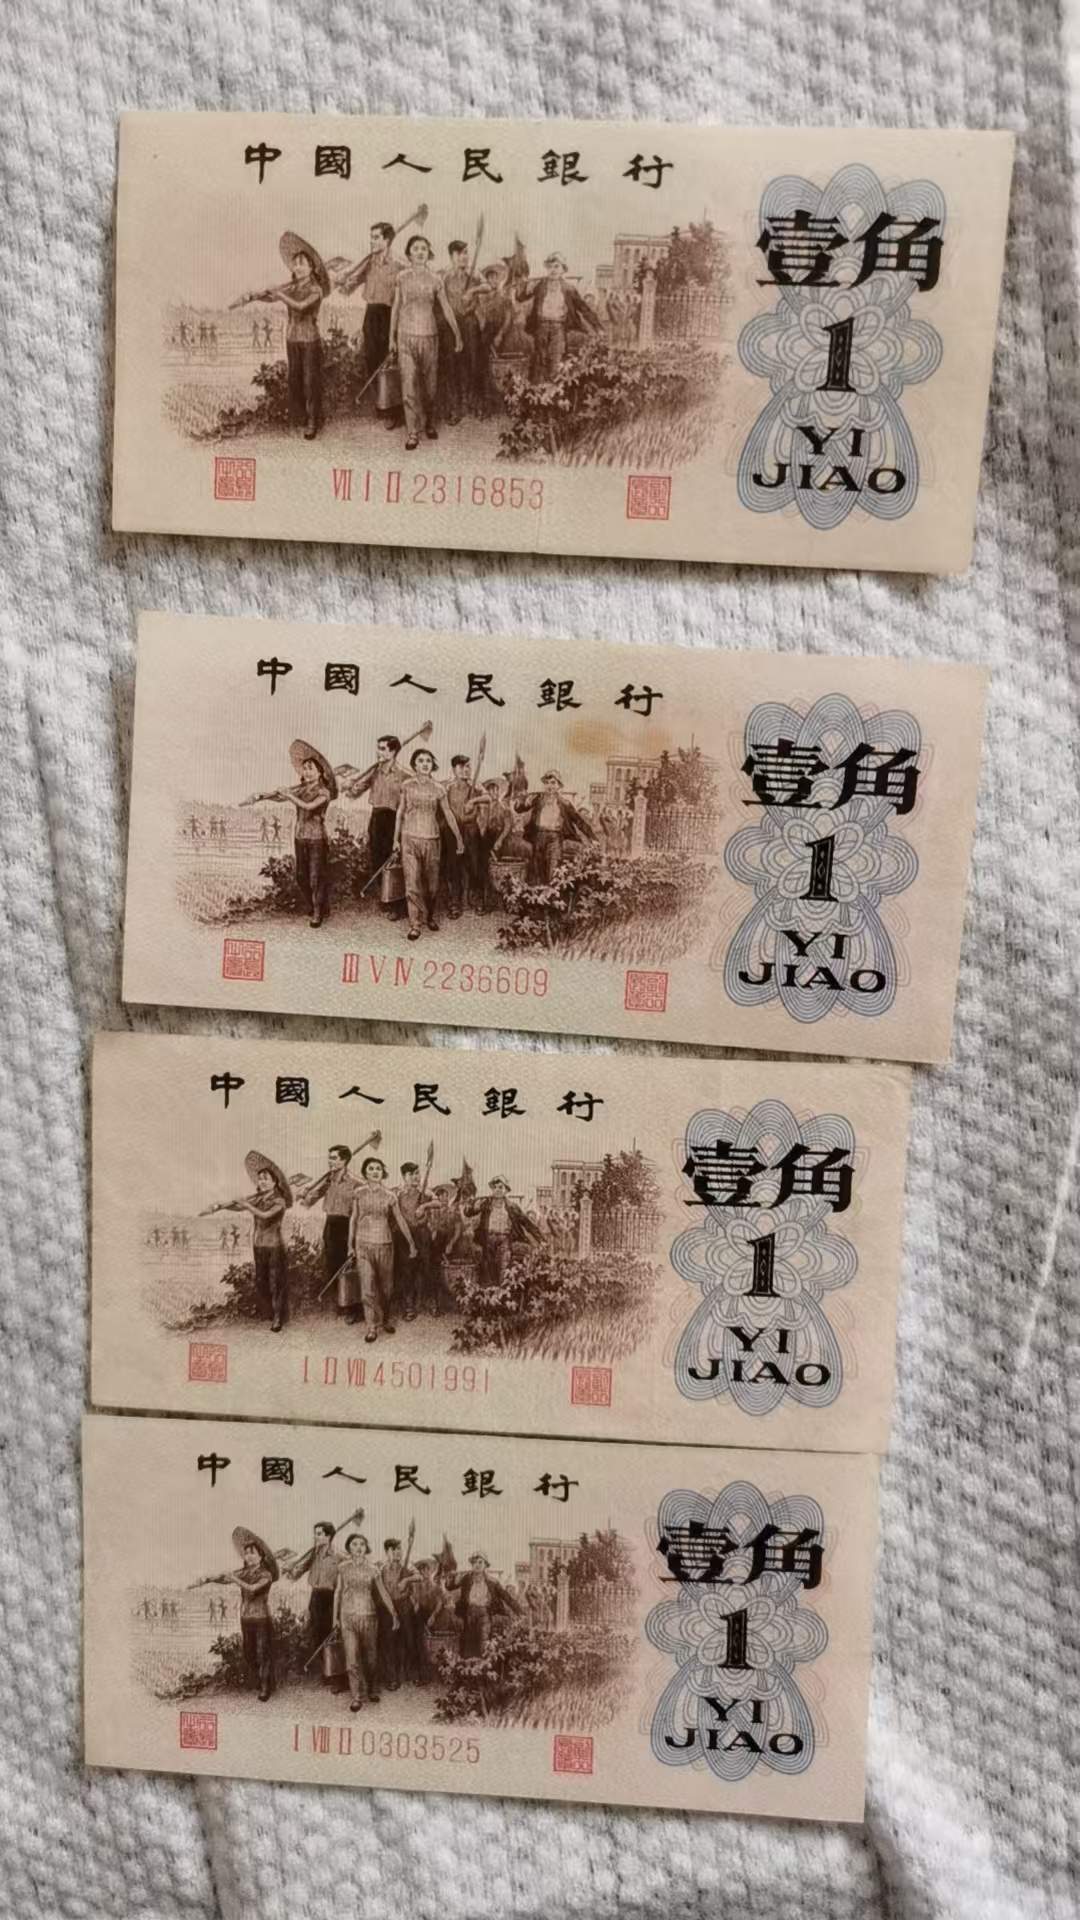 中國人民銀行
壹角
1
YI
JIAO
VII I II 2316853
中國人民銀行
壹角
1
YI
JIAO
III V IV 2236609
中國人民銀行
壹角
1
YI
JIAO
I II VIII 4501991
中國人民銀行
壹角
1
YI
JIAO
I VIII II 0303525